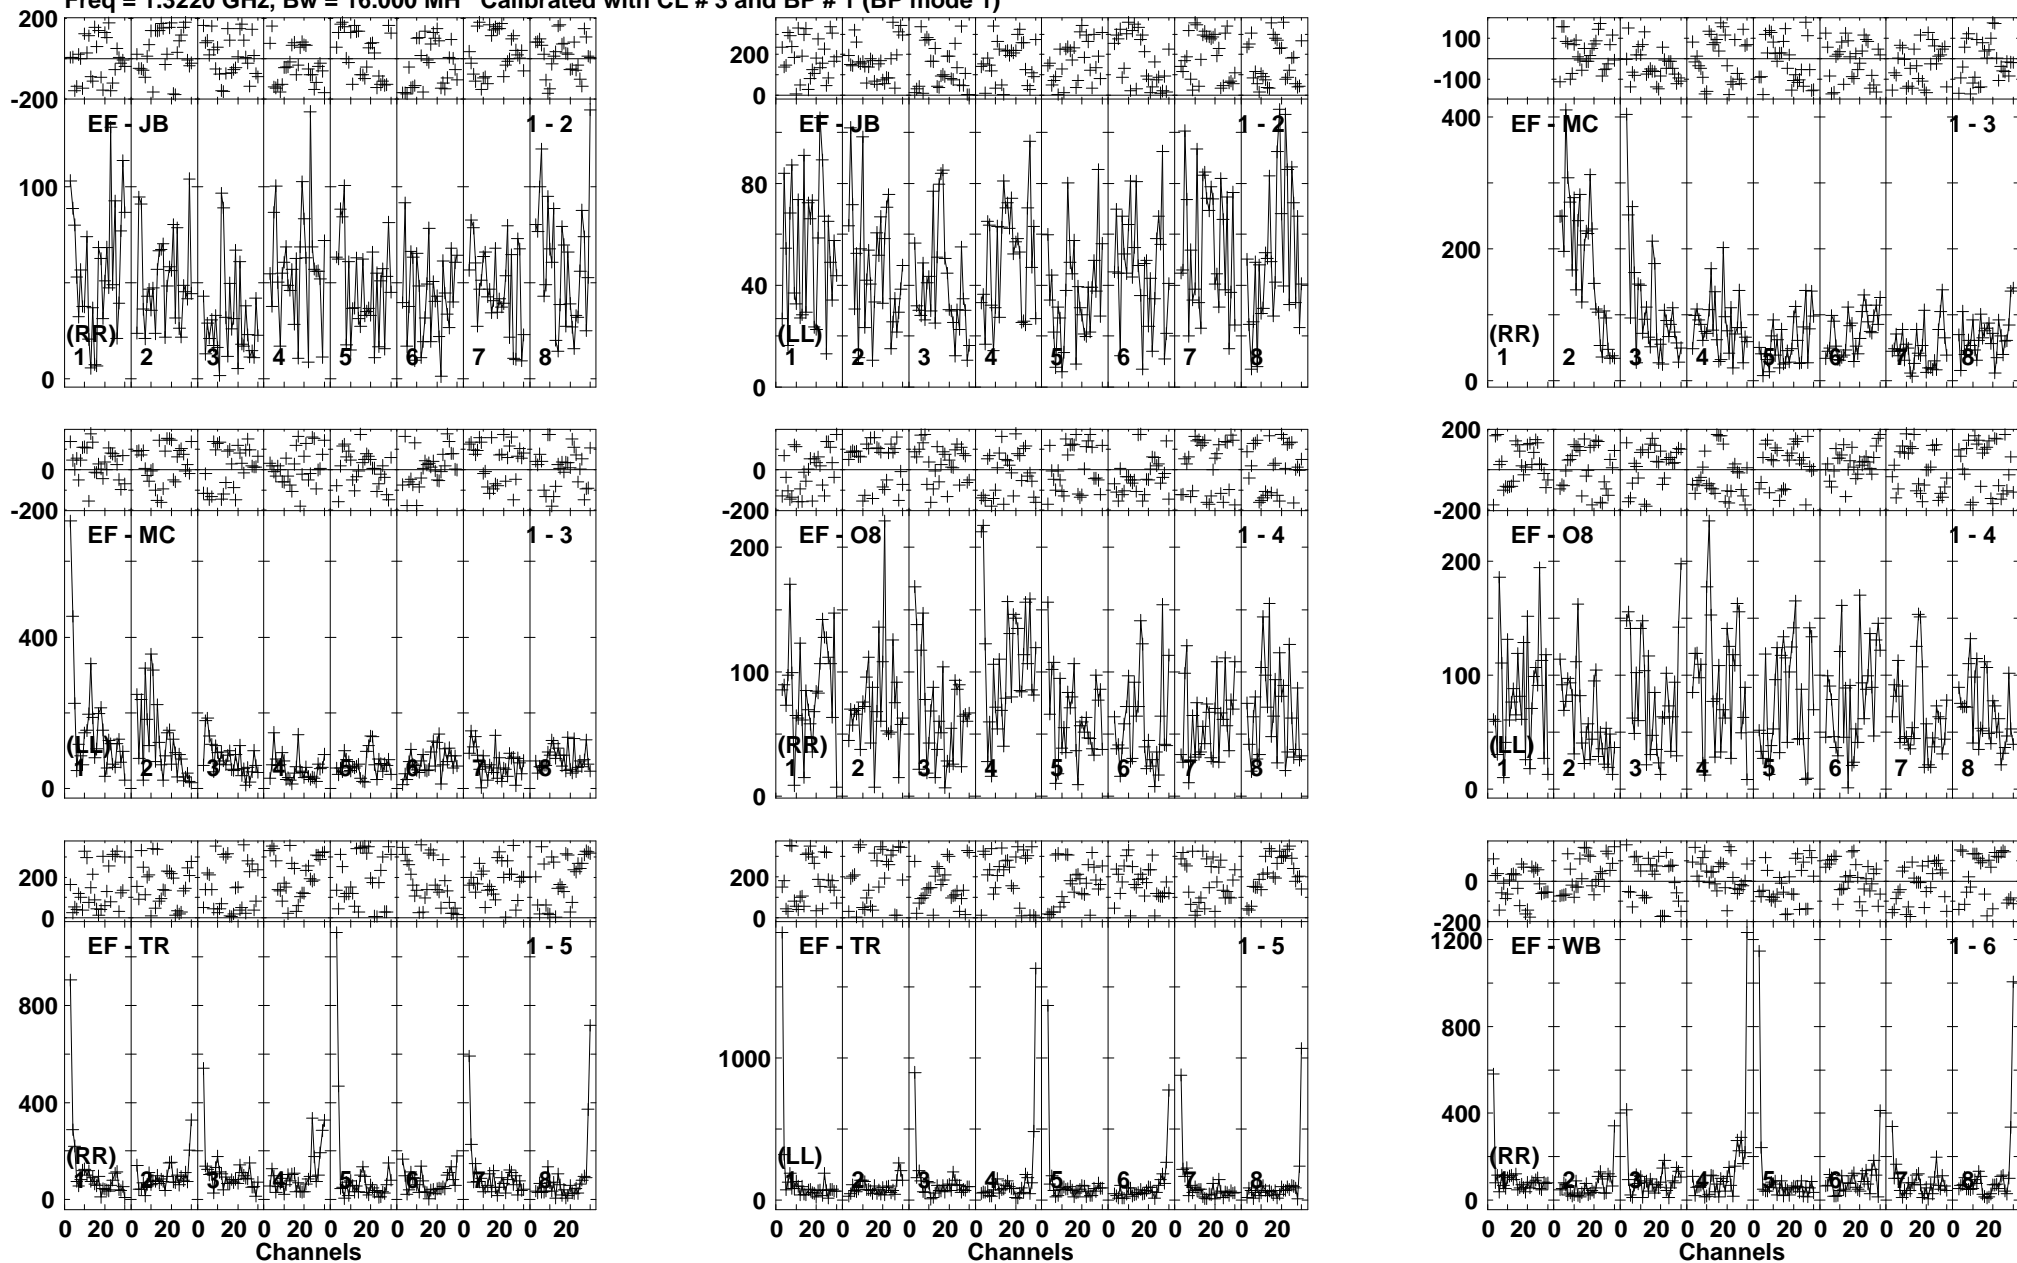 Freq = 1.3220 GHz, Bw = 16.000 MH Calibrated with CL # 3 and BP # 1 (BP mode 1)
200
-200
EF - JB 1 - 2
100
0
(RR)
1 2 3 4 5 6 7 8
200
0
EF - JB 1 - 2
80
40
0
(LL)
1 2 3 4 5 6 7 8
100
-100
EF - MC 1 - 3
400
200
0
(RR)
1 2 3 4 5 6 7 8
0
-200
EF - MC 1 - 3
400
0
(LL)
1 2 3 4 5 6 7 8
0
-200
EF - O8 1 - 4
200
100
0
(RR)
1 2 3 4 5 6 7 8
200
0
-200
EF - O8 1 - 4
200
100
0
(LL)
1 2 3 4 5 6 7 8
200
0
EF - TR 1 - 5
800
400
0
(RR)
1 2 3 4 5 6 7 8
0 20 0 20 0 20 0 20 0 20 0 20 0 20 0 20
Channels
200
0
EF - TR 1 - 5
1000
0
(LL)
1 2 3 4 5 6 7 8
0 20 0 20 0 20 0 20 0 20 0 20 0 20 0 20
Channels
0
-200
EF - WB 1 - 6
1200
800
400
0
(RR)
1 2 3 4 5 6 7 8
0 20 0 20 0 20 0 20 0 20 0 20 0 20 0 20
Channels